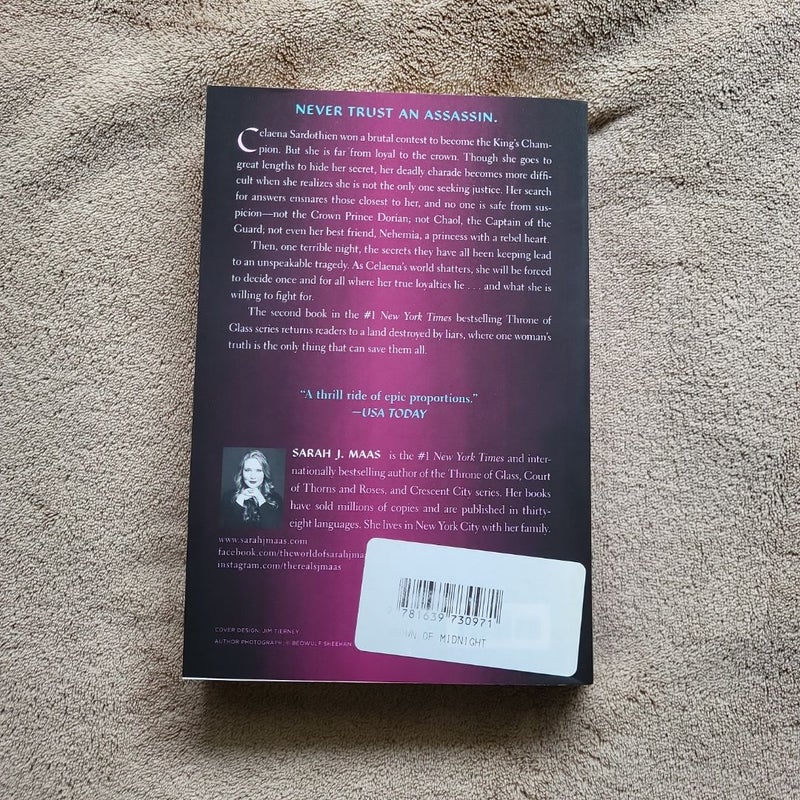 NEVER TRUST AN ASSASSIN.
Celaena Sardothien won a brutal contest to become the King's Cham-
pion. But she is far from loyal to the crown. Though she goes to
great lengths to hide her secret, her deadly charade becomes more diffi-
cult when she realizes she is not the only one seeking justice. Her search
for answers ensnares those closest to her, and no one is safe from sus-
picion—not the Crown Prince Dorian; not Chaol, the Captain of the
Guard; not even her best friend, Nehemia, a princess with a rebel heart.
Then, one terrible night, the secrets they have all been keeping lead
to an unspeakable tragedy. As Celaena's world shatters, she will be forced
to decide once and for all where her true loyalties lie . . . and what she is
willing to fight for.
The second book in the #1 New York Times bestselling Throne of
Glass series returns readers to a land destroyed by liars, where one woman's
truth is the only thing that can save them all.
“A thrill ride of epic proportions.”
—USA TODAY
SARAH J. MAAS is the #1 New York Times and inter-
nationally bestselling author of the Throne of Glass, Court
of Thorns and Roses, and Crescent City series. Her books
have sold millions of copies and are published in thirty-
eight languages. She lives in New York City with her family.
www.sarahjmaas.com
facebook.com/theworldofsarahjmaa
instagram.com/therealsjmaas
781639 730971
WN OF MIDNIGHT
COVER DESIGN: JIM TIERNEY
AUTHOR PHOTOGRAPH: © BEOWULF SHEEHAN